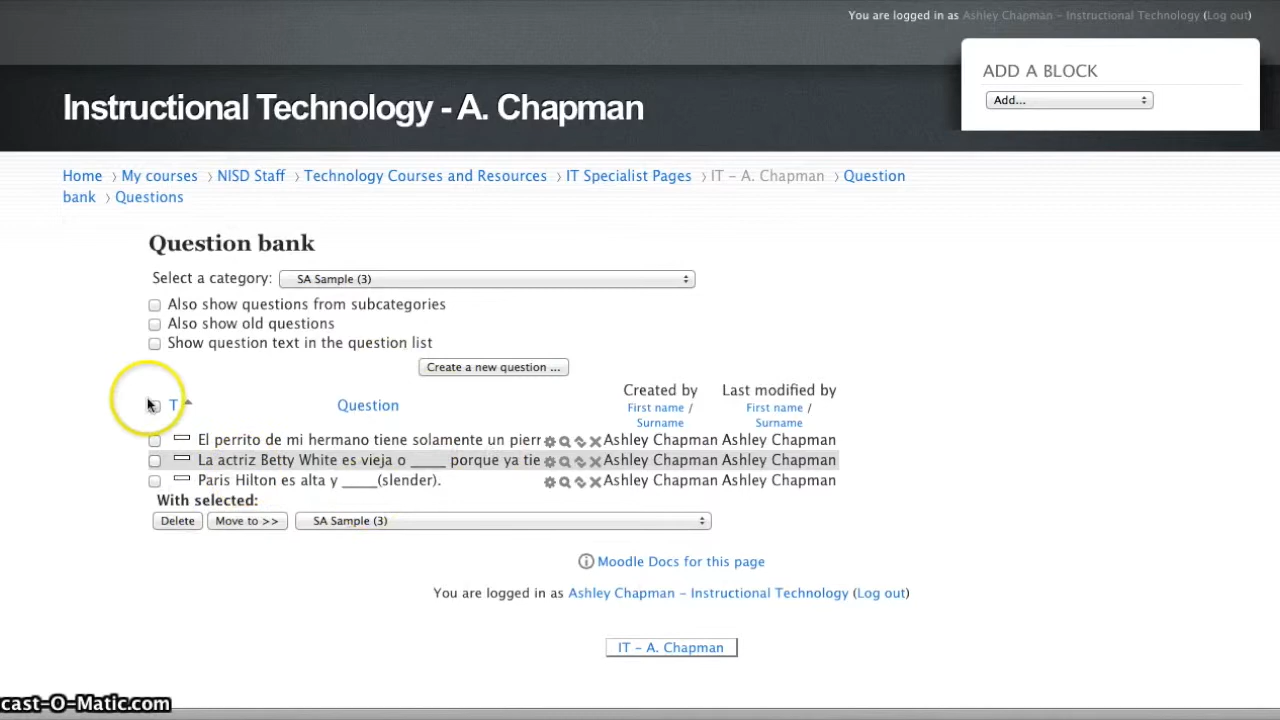 You are logged in as Ashley Chapman - Instructional Technology (Log out)
ADD A BLOCK
Add...
Instructional Technology - A. Chapman
Home › My courses › NISD Staff › Technology Courses and Resources › IT Specialist Pages › IT - A. Chapman › Question
bank › Questions
Question bank
Select a category: SA Sample (3)
Also show questions from subcategories
Also show old questions
Show question text in the question list
Create a new question ...
T Question Created by Last modified by
First name / First name /
Surname Surname
El perrito de mi hermano tiene solamente un pierr Ashley Chapman Ashley Chapman
La actriz Betty White es vieja o _____ porque ya tie Ashley Chapman Ashley Chapman
Paris Hilton es alta y _____(slender). Ashley Chapman Ashley Chapman
With selected:
Delete Move to >> SA Sample (3)
Moodle Docs for this page
You are logged in as Ashley Chapman - Instructional Technology (Log out)
IT - A. Chapman
cast-O-Matic.com